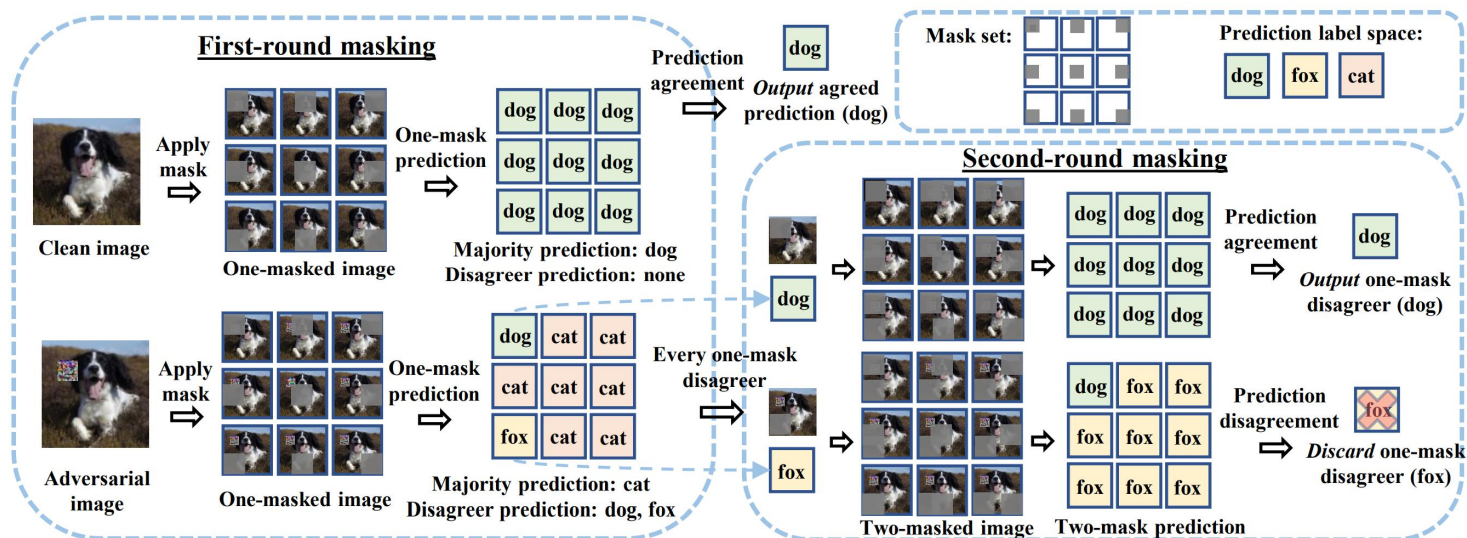 First-round masking
Clean image
Apply
mask
One-masked image
One-mask
prediction
dog dog dog
dog dog dog
dog dog dog
Majority prediction: dog
Disagreer prediction: none
Prediction
agreement
dog
Output agreed
prediction (dog)
Mask set:
Prediction label space:
dog fox cat
Adversarial
image
Apply
mask
One-masked image
One-mask
prediction
dog cat cat
cat cat cat
fox cat cat
Majority prediction: cat
Disagreer prediction: dog, fox
Every one-mask
disagreer
Second-round masking
dog
dog dog dog
dog dog dog
dog dog dog
Prediction
agreement
dog
Output one-mask
disagreer (dog)
fox
Two-masked image
dog fox fox
fox fox fox
fox fox fox
Two-mask prediction
Prediction
disagreement
fox
Discard one-mask
disagreer (fox)